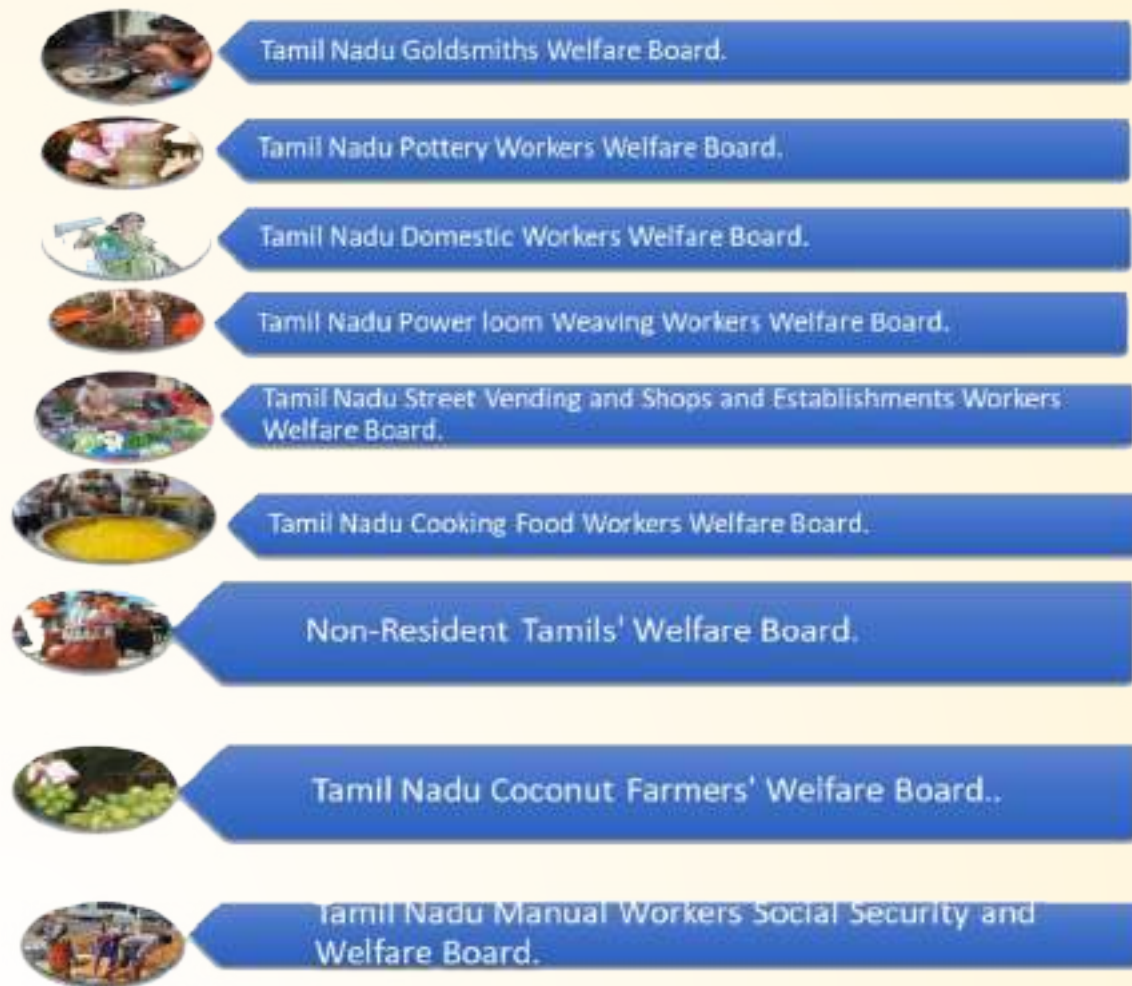 Tamil Nadu Goldsmiths Welfare Board.
Tamil Nadu Pottery Workers Welfare Board.
Tamil Nadu Domestic Workers Welfare Board.
Tamil Nadu Power loom Weaving Workers Welfare Board.
Tamil Nadu Street Vending and Shops and Establishments Workers
Welfare Board.
Tamil Nadu Cooking Food Workers Welfare Board.
Non-Resident Tamils' Welfare Board.
Tamil Nadu Coconut Farmers' Welfare Board..
Tamil Nadu Manual Workers Social Security and
Welfare Board.